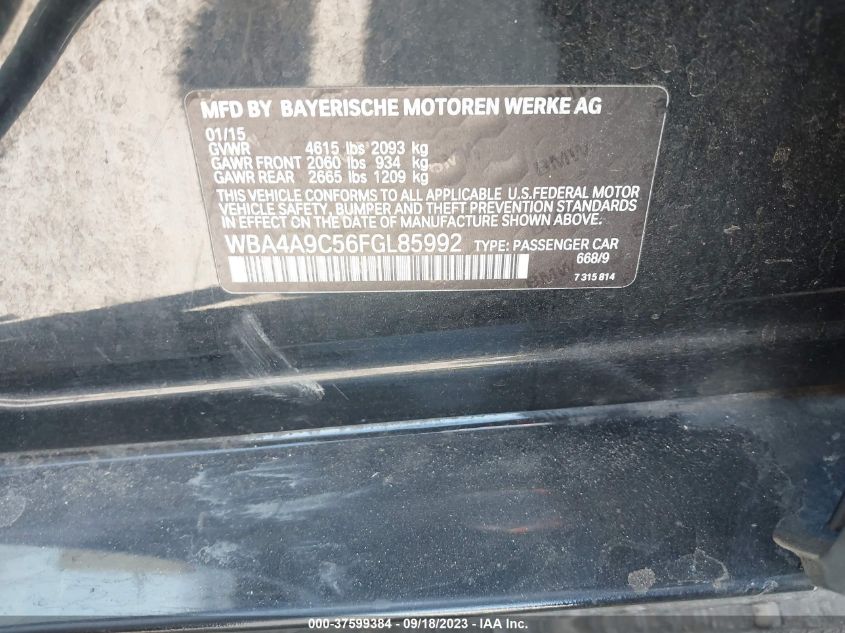 MFD BY BAYERISCHE MOTOREN WERKE AG
01/15
GVWR 4615 lbs 2093 kg
GAWR FRONT 2060 lbs 934 kg
GAWR REAR 2665 lbs 1209 kg
THIS VEHICLE CONFORMS TO ALL APPLICABLE U.S.FEDERAL MOTOR
VEHICLE SAFETY, BUMPER AND THEFT PREVENTION STANDARDS
IN EFFECT ON THE DATE OF MANUFACTURE SHOWN ABOVE.
WBA4A9C56FGL85992 TYPE: PASSENGER CAR
668/9
7 315 814
BMW
BMW
000-37599384 - 09/18/2023 - IAA Inc.